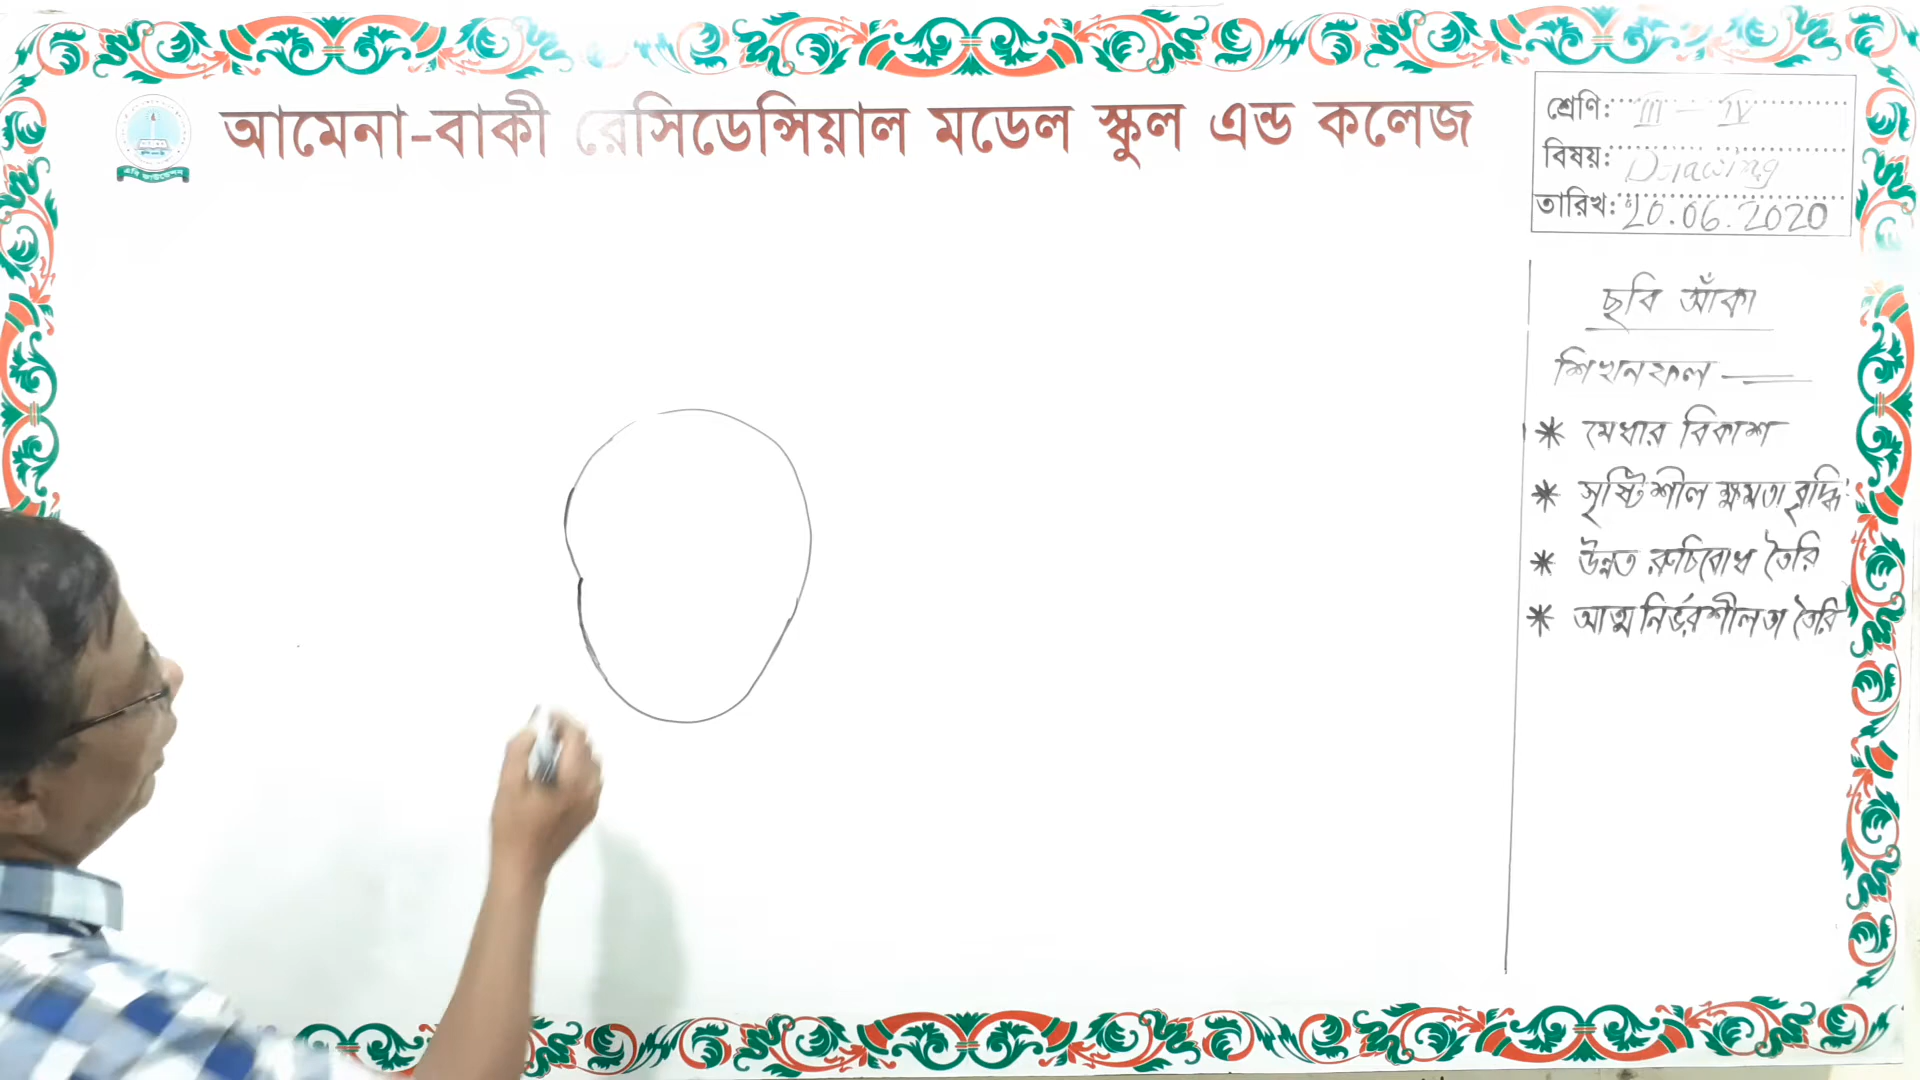 আমেনা-বাকী রেসিডেন্সিয়াল মডেল স্কুল এন্ড কলেজ
শ্রেণি: III - IV
বিষয়: Drawing
তারিখ: 20.06.2020
ছবি আঁকা
শিখনফল
* মেধার বিকাশ
* সৃষ্টিশীল ক্ষমতা বৃদ্ধি
* উন্নত রুচিবোধ তৈরি
* আত্মনির্ভরশীলতা তৈরি